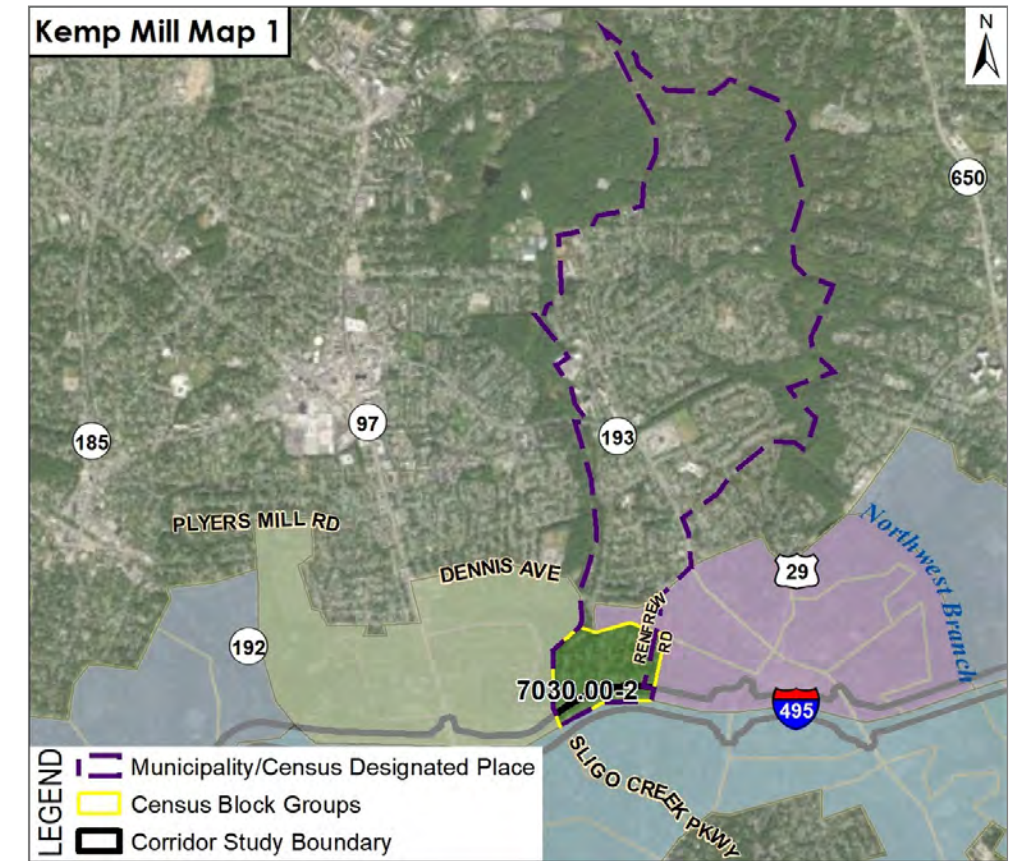 Kemp Mill Map 1
N
650
97
193
185
PLYERS MILL RD
DENNIS AVE
Northwest Branch
29
RENFREW RD
192
7030.00-2
495
SLIGO CREEK PKWY
LEGEND
Municipality/Census Designated Place
Census Block Groups
Corridor Study Boundary